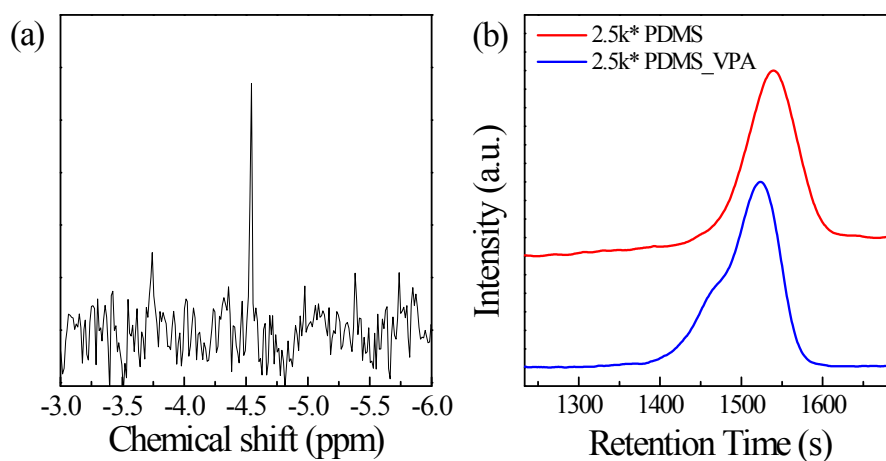 (a)
-3.0 -3.5 -4.0 -4.5 -5.0 -5.5 -6.0
Chemical shift (ppm)
(b)
2.5k* PDMS
2.5k* PDMS_VPA
Intensity (a.u.)
1300 1400 1500 1600
Retention Time (s)